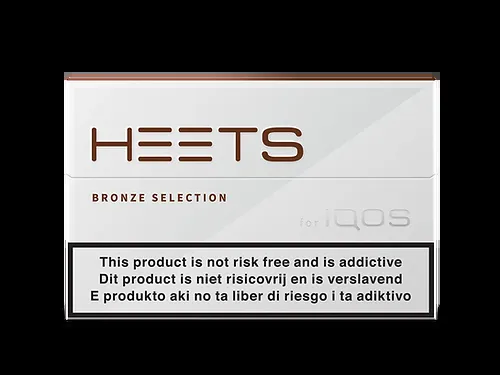 HEETS
BRONZE SELECTION
for IQOS
This product is not risk free and is addictive
Dit product is niet risicovrij en is verslavend
E produkto aki no ta liber di riesgo i ta adiktivo